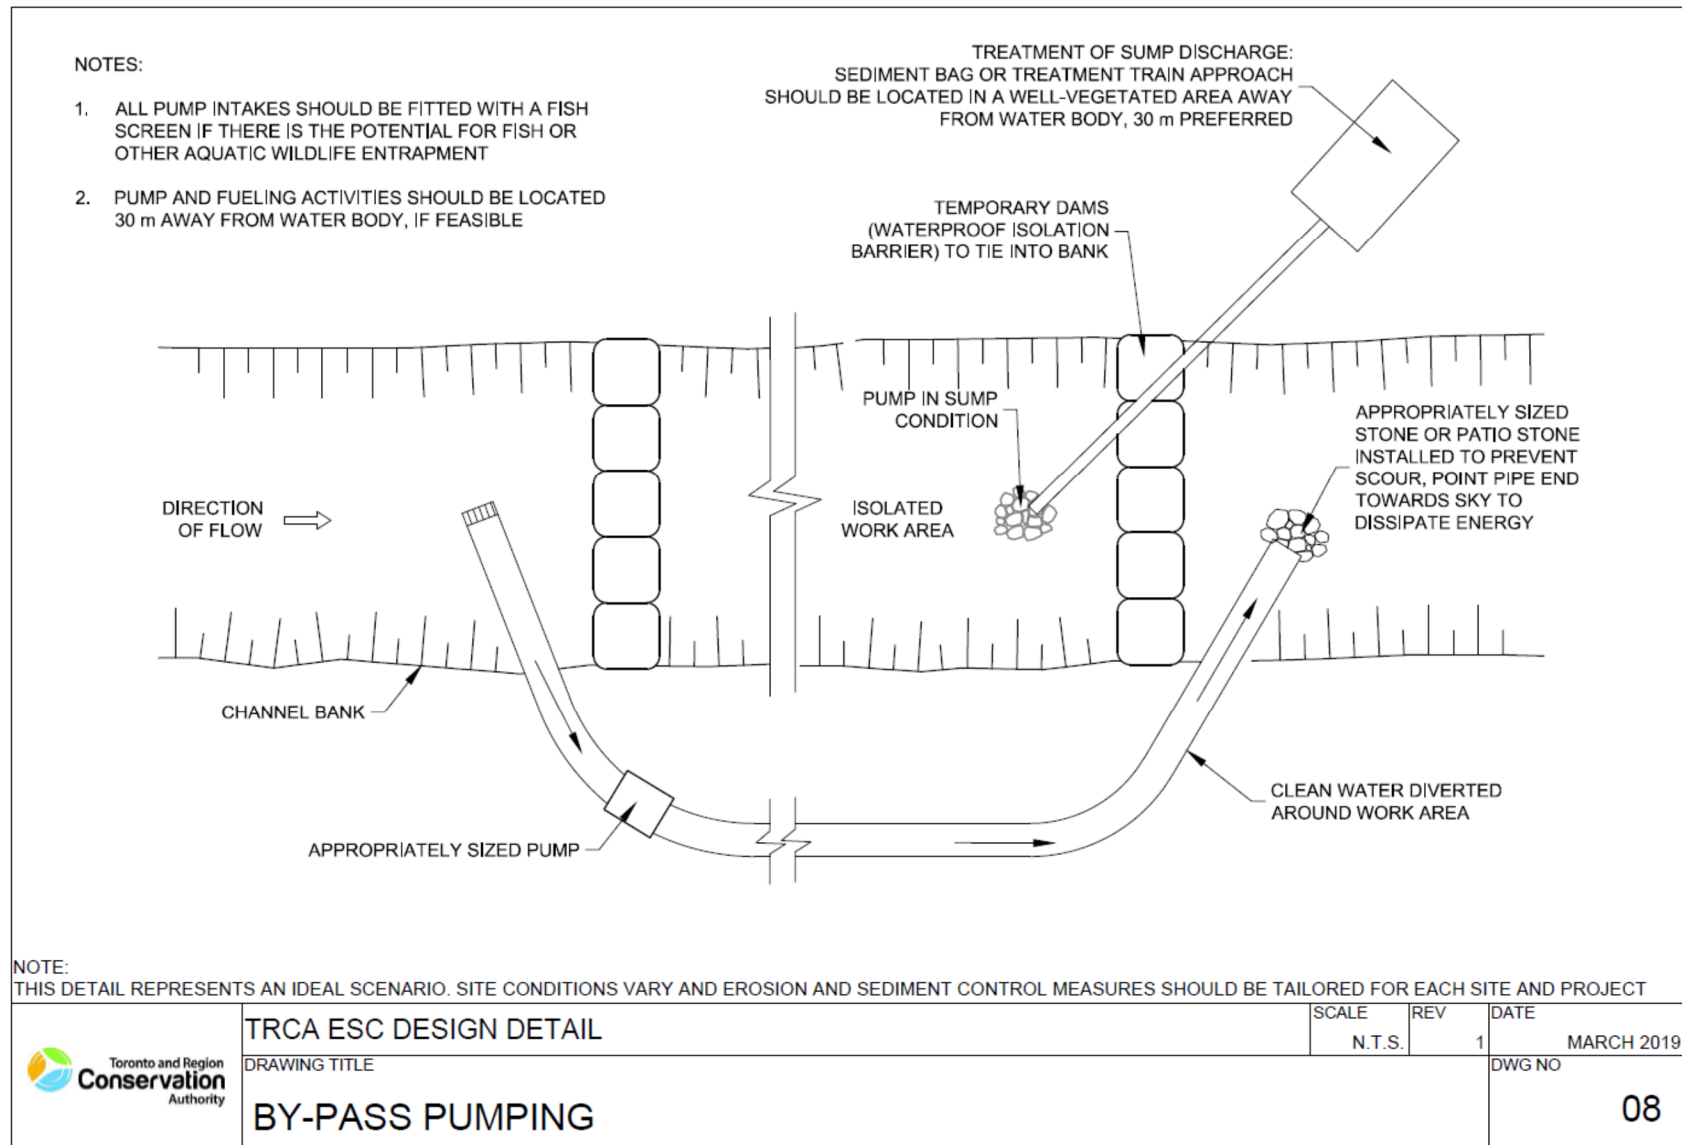 NOTES:
1. ALL PUMP INTAKES SHOULD BE FITTED WITH A FISH
SCREEN IF THERE IS THE POTENTIAL FOR FISH OR
OTHER AQUATIC WILDLIFE ENTRAPMENT
2. PUMP AND FUELING ACTIVITIES SHOULD BE LOCATED
30 m AWAY FROM WATER BODY, IF FEASIBLE
TREATMENT OF SUMP DISCHARGE:
SEDIMENT BAG OR TREATMENT TRAIN APPROACH
SHOULD BE LOCATED IN A WELL-VEGETATED AREA AWAY
FROM WATER BODY, 30 m PREFERRED
TEMPORARY DAMS
(WATERPROOF ISOLATION
BARRIER) TO TIE INTO BANK
PUMP IN SUMP
CONDITION
APPROPRIATELY SIZED
STONE OR PATIO STONE
INSTALLED TO PREVENT
SCOUR, POINT PIPE END
TOWARDS SKY TO
DISSIPATE ENERGY
DIRECTION
OF FLOW
ISOLATED
WORK AREA
CHANNEL BANK
CLEAN WATER DIVERTED
AROUND WORK AREA
APPROPRIATELY SIZED PUMP
NOTE:
THIS DETAIL REPRESENTS AN IDEAL SCENARIO. SITE CONDITIONS VARY AND EROSION AND SEDIMENT CONTROL MEASURES SHOULD BE TAILORED FOR EACH SITE AND PROJECT
Toronto and Region
Conservation
Authority
TRCA ESC DESIGN DETAIL
SCALE
N.T.S.
REV
1
DATE
MARCH 2019
DRAWING TITLE
BY-PASS PUMPING
DWG NO
08